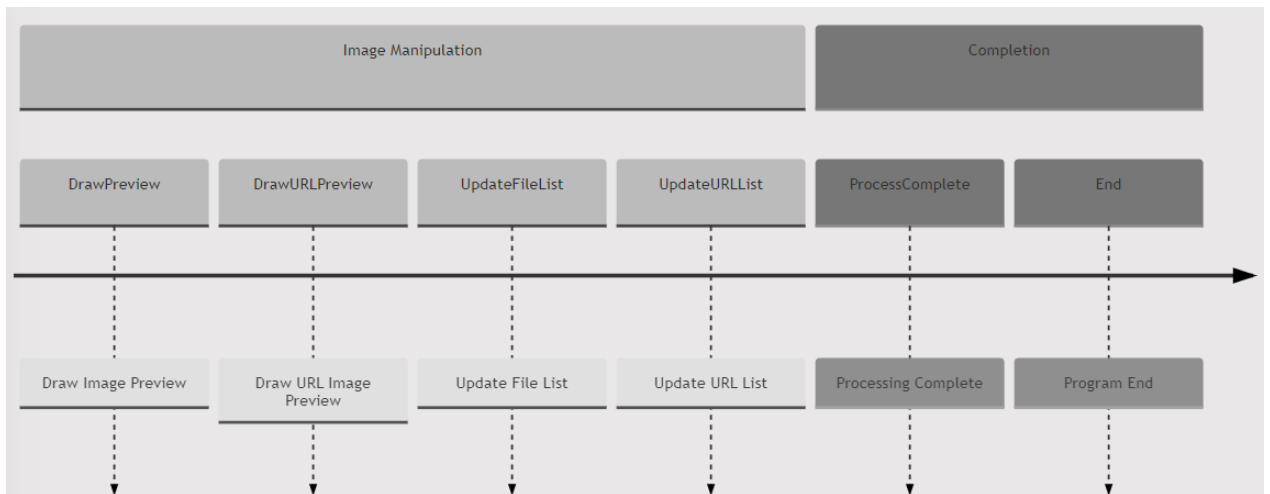 Image Manipulation
Completion
DrawPreview
DrawURLPreview
UpdateFileList
UpdateURLList
ProcessComplete
End
Draw Image Preview
Draw URL Image
Preview
Update File List
Update URL List
Processing Complete
Program End